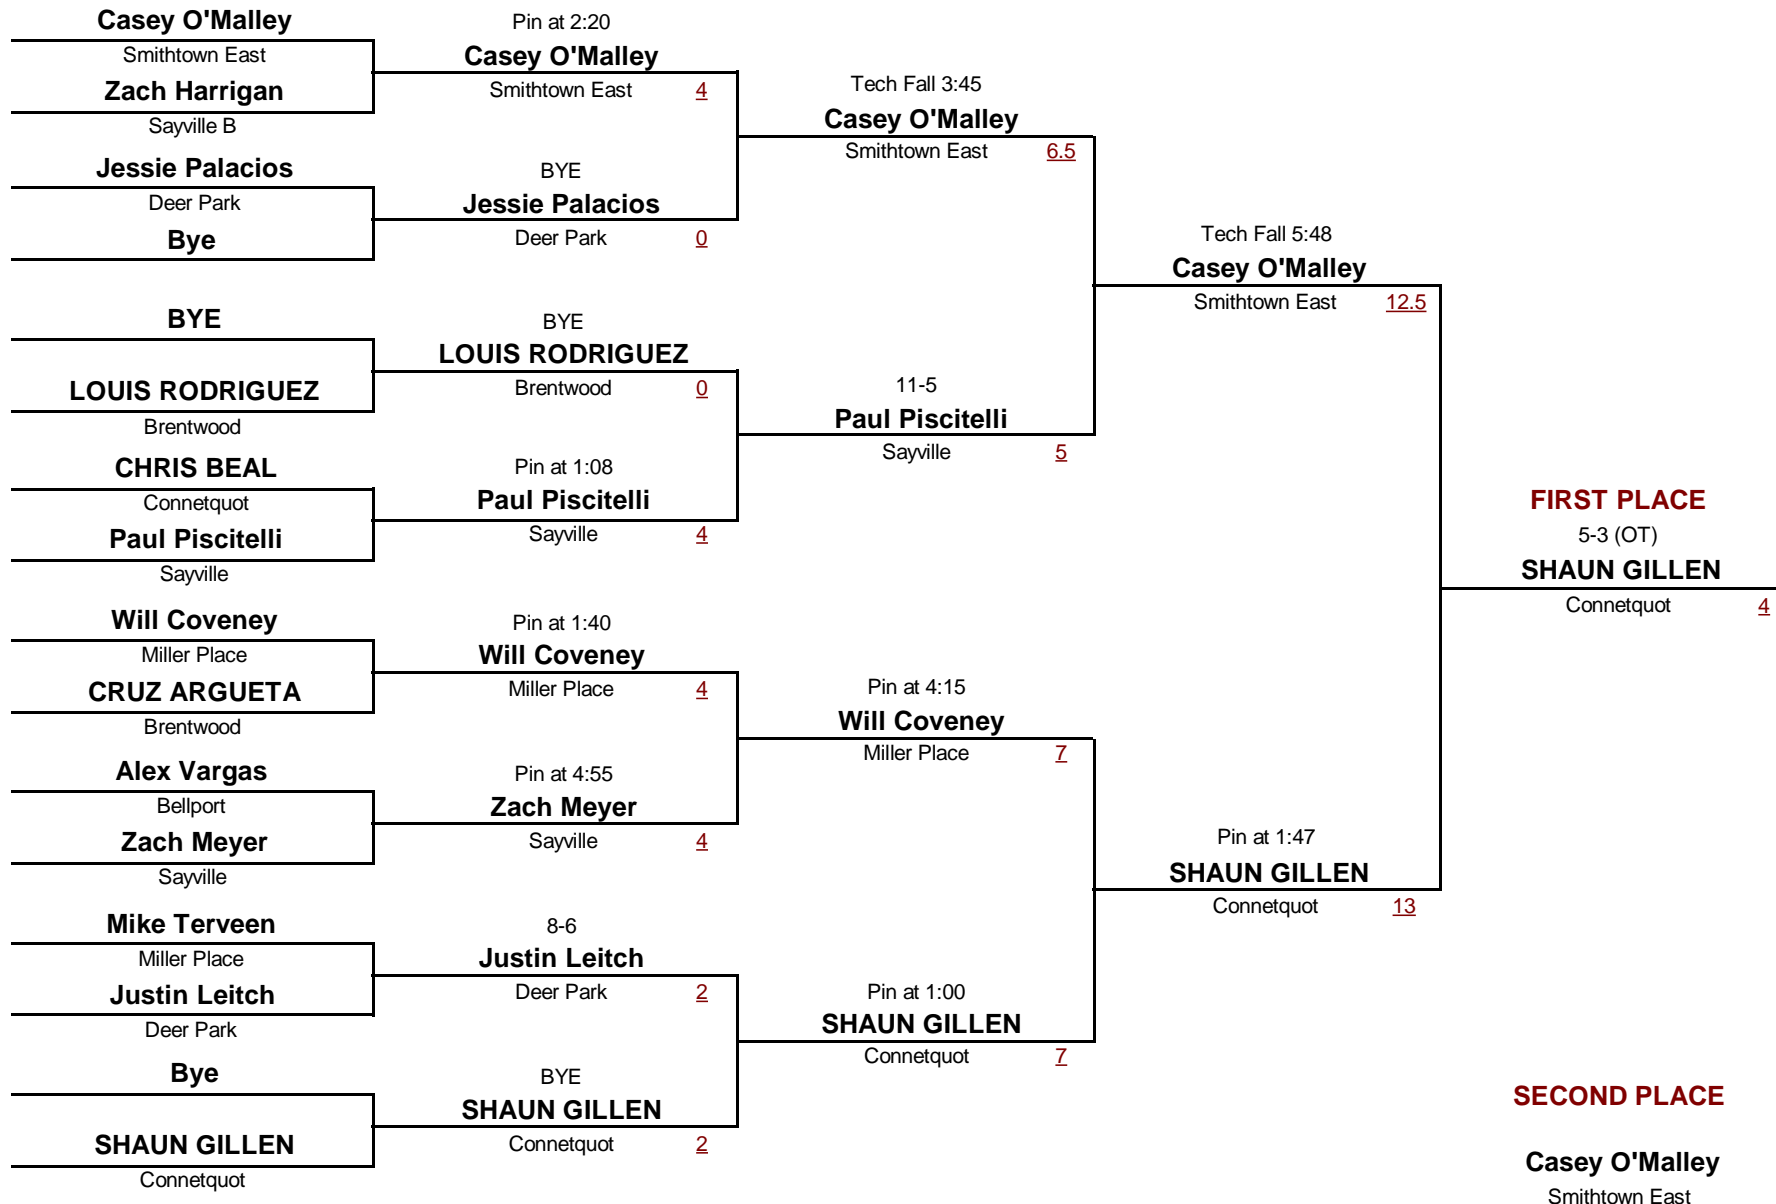 Casey O'Malley
Smithtown East
Zach Harrigan
Sayville B
Jessie Palacios
Deer Park
Bye
BYE
LOUIS RODRIGUEZ
Brentwood
CHRIS BEAL
Connetquot
Paul Piscitelli
Sayville
Will Coveney
Miller Place
CRUZ ARGUETA
Brentwood
Alex Vargas
Bellport
Zach Meyer
Sayville
Mike Terveen
Miller Place
Justin Leitch
Deer Park
Bye
SHAUN GILLEN
Connetquot
Pin at 2:20
Casey O'Malley
Smithtown East 4
BYE
Jessie Palacios
Deer Park 0
BYE
LOUIS RODRIGUEZ
Brentwood 0
Pin at 1:08
Paul Piscitelli
Sayville 4
Pin at 1:40
Will Coveney
Miller Place 4
Pin at 4:55
Zach Meyer
Sayville 4
8-6
Justin Leitch
Deer Park 2
BYE
SHAUN GILLEN
Connetquot 2
Tech Fall 3:45
Casey O'Malley
Smithtown East 6.5
11-5
Paul Piscitelli
Sayville 5
Pin at 4:15
Will Coveney
Miller Place 7
Pin at 1:00
SHAUN GILLEN
Connetquot 7
Tech Fall 5:48
Casey O'Malley
Smithtown East 12.5
Pin at 1:47
SHAUN GILLEN
Connetquot 13
FIRST PLACE
5-3 (OT)
SHAUN GILLEN
Connetquot 4
SECOND PLACE
Casey O'Malley
Smithtown East